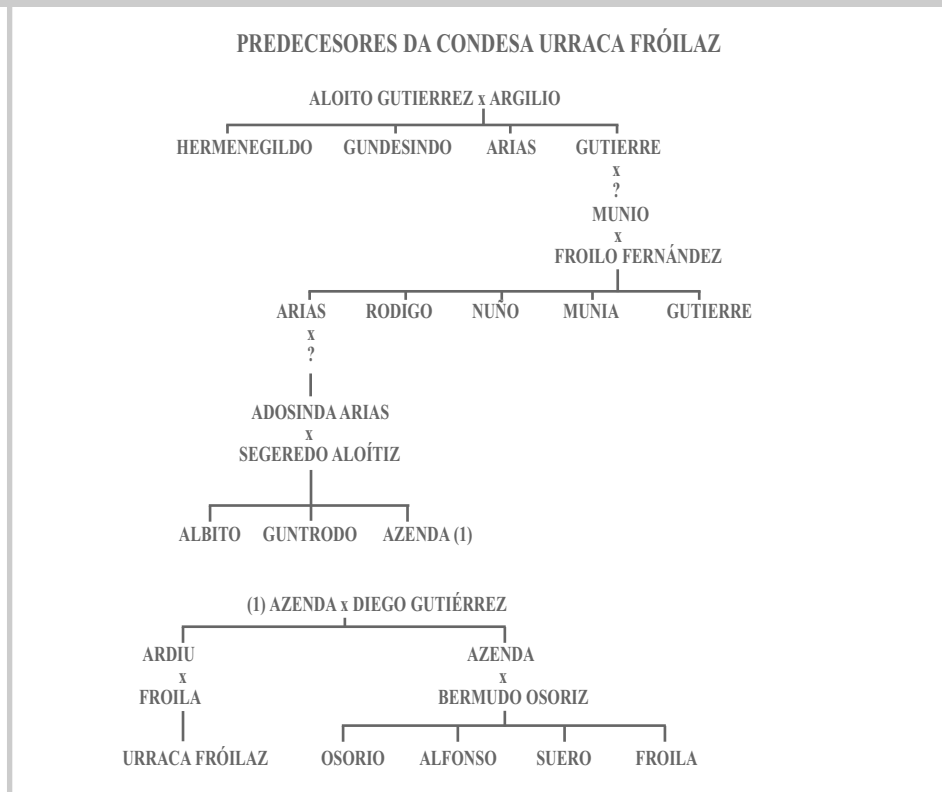 PREDECESORES DA CONDESA URRACA FRÓILAZ
ALOITO GUTIERREZ x ARGILIO
HERMENEGILDO GUNDESINDO ARIAS GUTIERRE
x
?
MUNIO
x
FROILO FERNÁNDEZ
ARIAS RODIGO NUÑO MUNIA GUTIERRE
x
?
ADOSINDA ARIAS
x
SEGEREDO ALOÍTIZ
ALBITO GUNTRODO AZENDA (1)
(1) AZENDA x DIEGO GUTIÉRREZ
ARDIU AZENDA
x x
FROILA BERMUDO OSORIZ
URRACA FRÓILAZ OSORIO ALFONSO SUERO FROILA